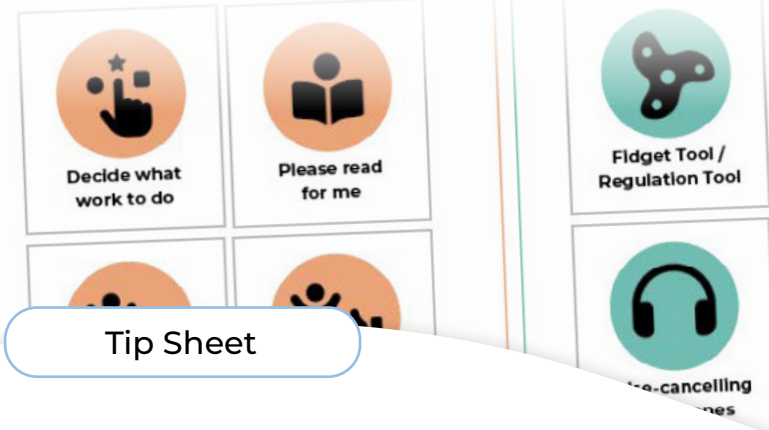 Decide what
work to do
Please read
for me
Fidget Tool /
Regulation Tool
Tip Sheet